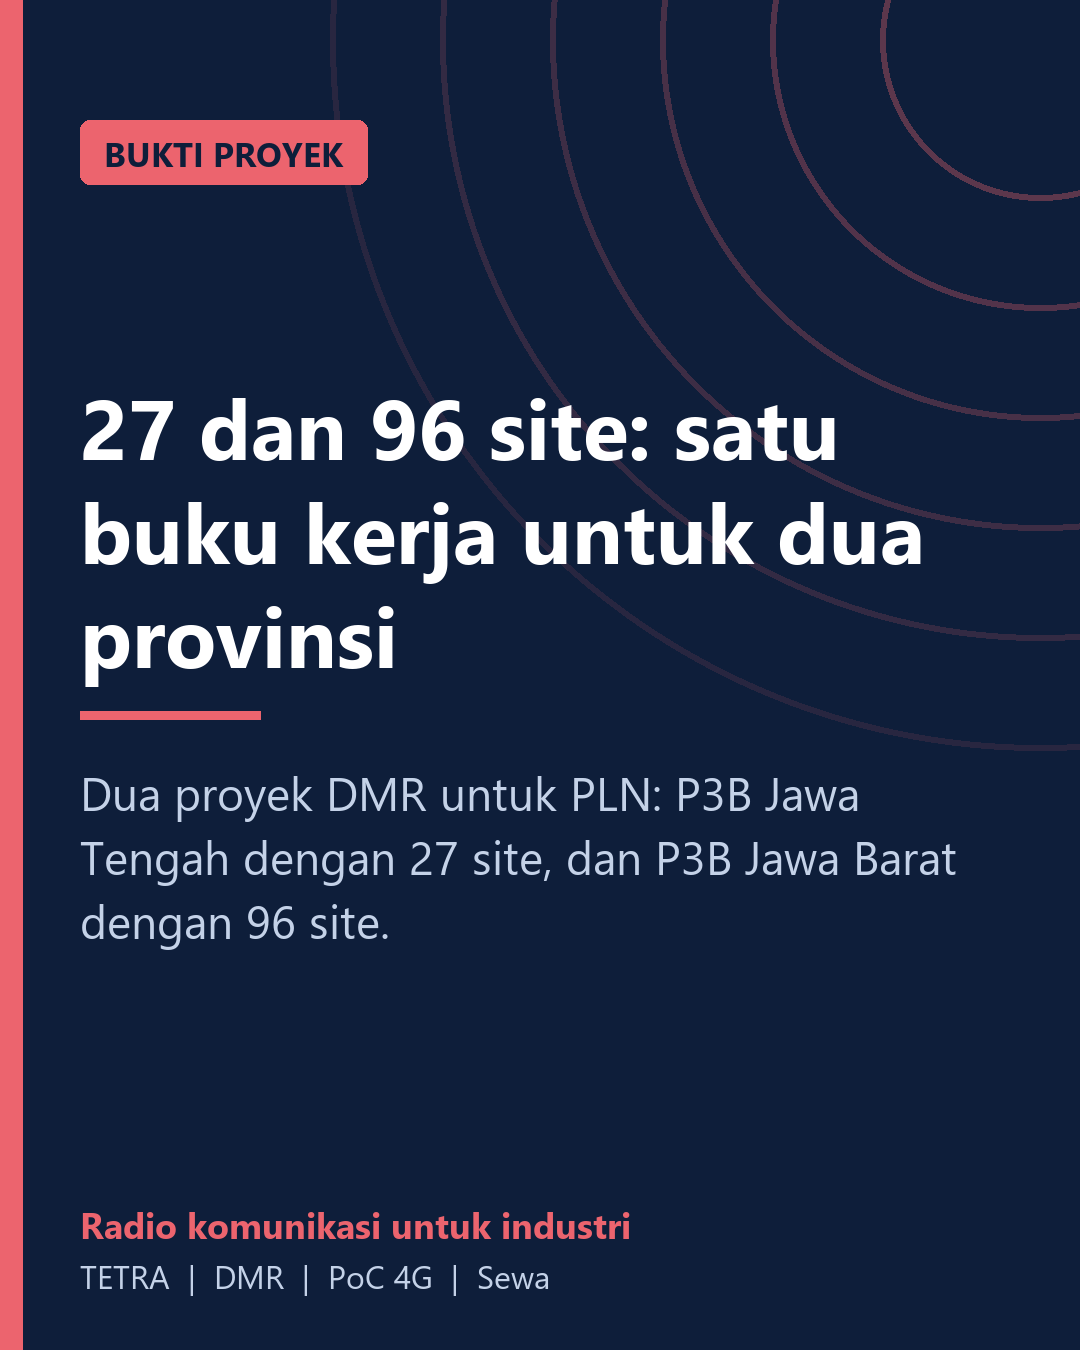 BUKTI PROYEK
27 dan 96 site: satu
buku kerja untuk dua
provinsi
Dua proyek DMR untuk PLN: P3B Jawa
Tengah dengan 27 site, dan P3B Jawa Barat
dengan 96 site.
Radio komunikasi untuk industri
TETRA | DMR | PoC 4G | Sewa